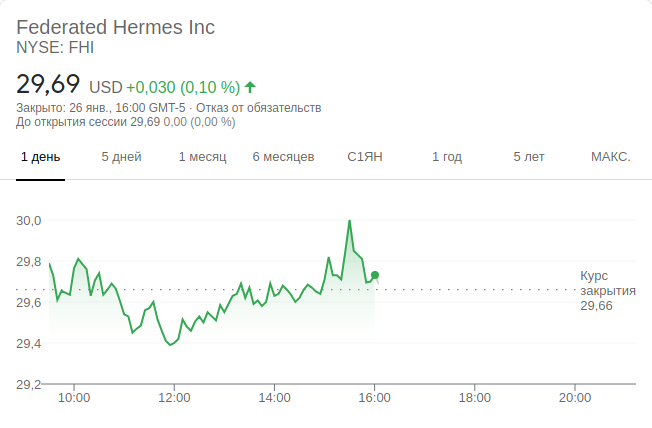 Federated Hermes Inc
NYSE: FHI
29,69 USD +0,030 (0,10 %)
Закрыто: 26 янв., 16:00 GMT-5 · Отказ от обязательств
До открытия сессии 29,69 0,00 (0,00 %)
1 день 5 дней 1 месяц 6 месяцев С1ЯН 1 год 5 лет МАКС.
30,0
29,8
29,6
29,4
29,2
Курс
закрытия
29,66
10:00 12:00 14:00 16:00 18:00 20:00